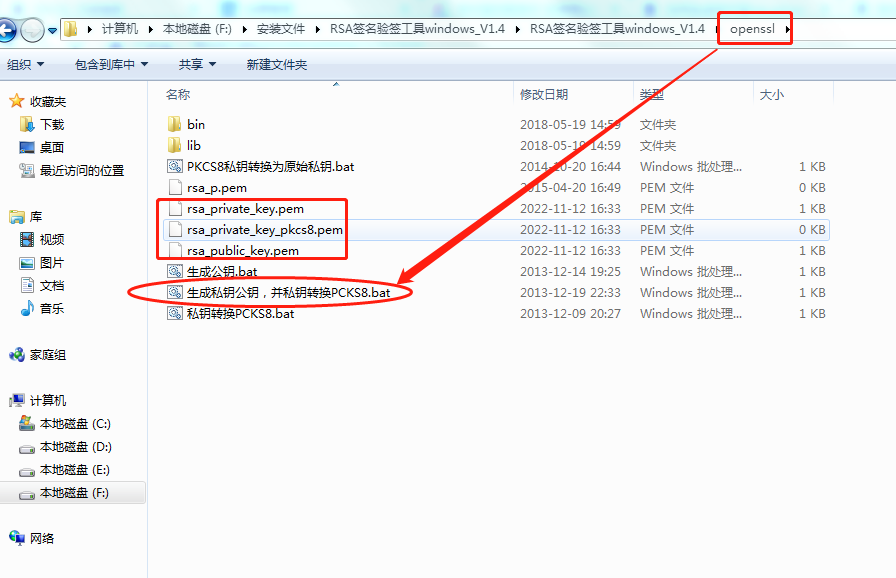 计算机 本地磁盘 (F:) 安装文件 RSA签名验签工具windows_V1.4 RSA签名验签工具windows_V1.4 openssl
组织 包含到库中 共享 新建文件夹
名称 修改日期 类型 大小
收藏夹
下载
桌面
最近访问的位置
库
视频
图片
文档
音乐
家庭组
计算机
本地磁盘 (C:)
本地磁盘 (D:)
本地磁盘 (E:)
本地磁盘 (F:)
网络
bin 2018-05-19 14:59 文件夹
lib 2018-05-19 14:59 文件夹
PKCS8私钥转换为原始私钥.bat 2014-10-20 16:44 Windows 批处理... 1 KB
rsa_p.pem 2015-04-20 16:49 PEM 文件 0 KB
rsa_private_key.pem 2022-11-12 16:33 PEM 文件 1 KB
rsa_private_key_pkcs8.pem 2022-11-12 16:33 PEM 文件 0 KB
rsa_public_key.pem 2022-11-12 16:33 PEM 文件 1 KB
生成公钥.bat 2013-12-14 19:25 Windows 批处理... 1 KB
生成私钥公钥，并私钥转换PCKS8.bat 2013-12-19 22:33 Windows 批处理... 1 KB
私钥转换PCKS8.bat 2013-12-09 20:27 Windows 批处理... 1 KB